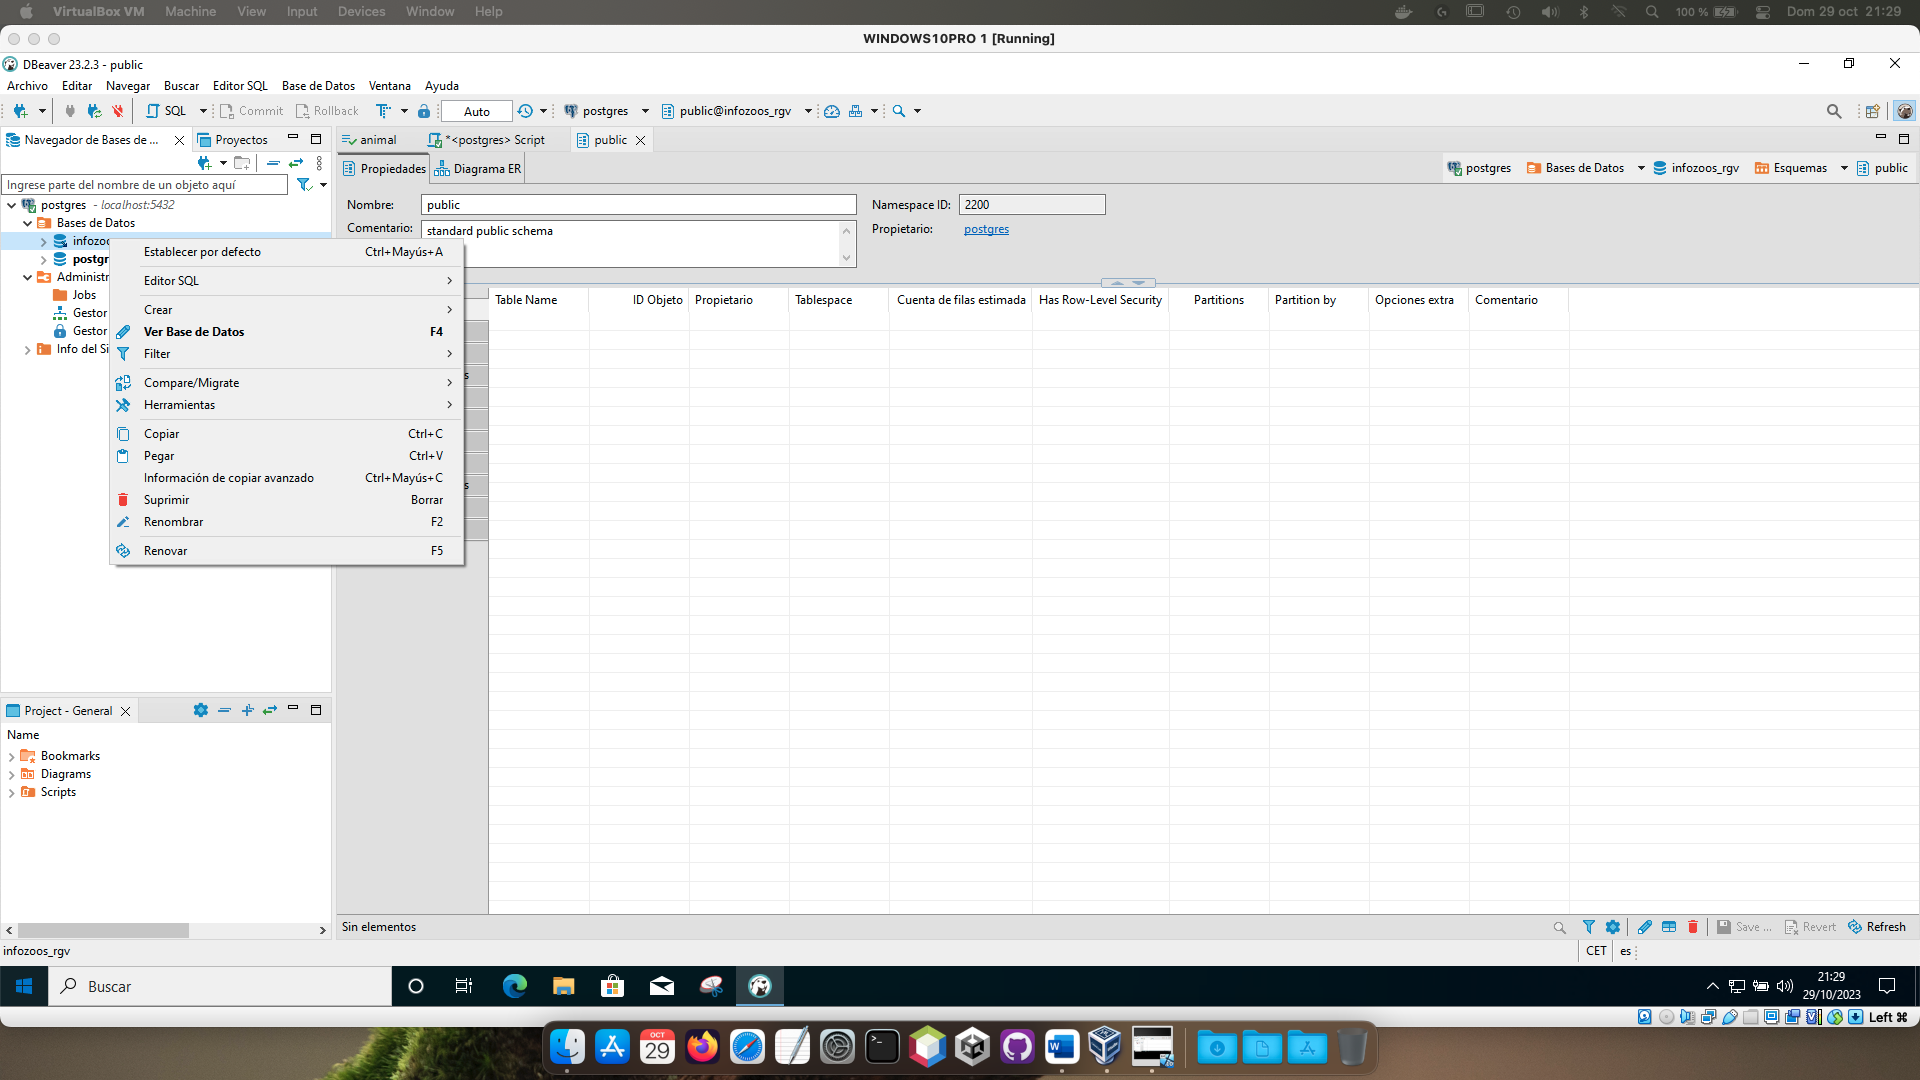 VirtualBox VM Machine View Input Devices Window Help 100 % Dom 29 oct 21:29
WINDOWS10PRO 1 [Running]
DBeaver 23.2.3 - public
Archivo Editar Navegar Buscar Editor SQL Base de Datos Ventana Ayuda
SQL Commit Rollback Auto postgres public@infozoos_rgv
Navegador de Bases de ... Proyectos
animal *<postgres> Script public
Propiedades Diagrama ER
postgres Bases de Datos infozoos_rgv Esquemas public
Ingrese parte del nombre de un objeto aquí
postgres - localhost:5432
Bases de Datos
infozoo
postgr
Administr
Jobs
Gestor
Gestor
Info del Si
Nombre: public
Namespace ID: 2200
Comentario: standard public schema
Propietario: postgres
Establecer por defecto Ctrl+Mayús+A
Editor SQL
Crear
Ver Base de Datos F4
Filter
Compare/Migrate
Herramientas
Copiar Ctrl+C
Pegar Ctrl+V
Información de copiar avanzado Ctrl+Mayús+C
Suprimir Borrar
Renombrar F2
Renovar F5
s
s
Table Name ID Objeto Propietario Tablespace Cuenta de filas estimada Has Row-Level Security Partitions Partition by Opciones extra Comentario
Project - General
Name
Bookmarks
Diagrams
Scripts
Sin elementos
Save ... Revert Refresh
infozoos_rgv
CET es
Buscar
21:29
29/10/2023
Left ⌘
OCT
29
W